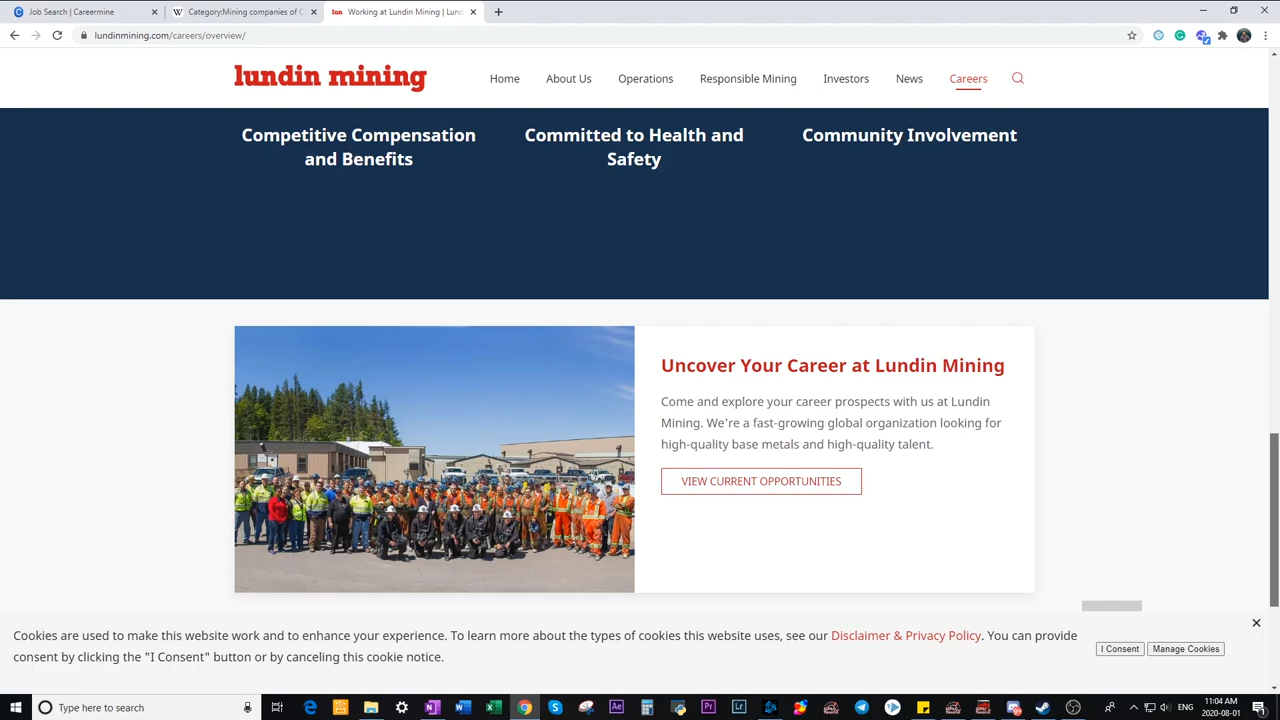 Job Search | Careermine
Category:Mining companies of C
Working at Lundin Mining | Lund
lundinmining.com/careers/overview/
lundin mining
Home
About Us
Operations
Responsible Mining
Investors
News
Careers
Competitive Compensation
and Benefits
Committed to Health and
Safety
Community Involvement
Uncover Your Career at Lundin Mining
Come and explore your career prospects with us at Lundin
Mining. We're a fast-growing global organization looking for
high-quality base metals and high-quality talent.
VIEW CURRENT OPPORTUNITIES
Cookies are used to make this website work and to enhance your experience. To learn more about the types of cookies this website uses, see our Disclaimer & Privacy Policy. You can provide
consent by clicking the "I Consent" button or by canceling this cookie notice.
I Consent
Manage Cookies
Type here to search
ENG
11:04 AM
2020-08-01